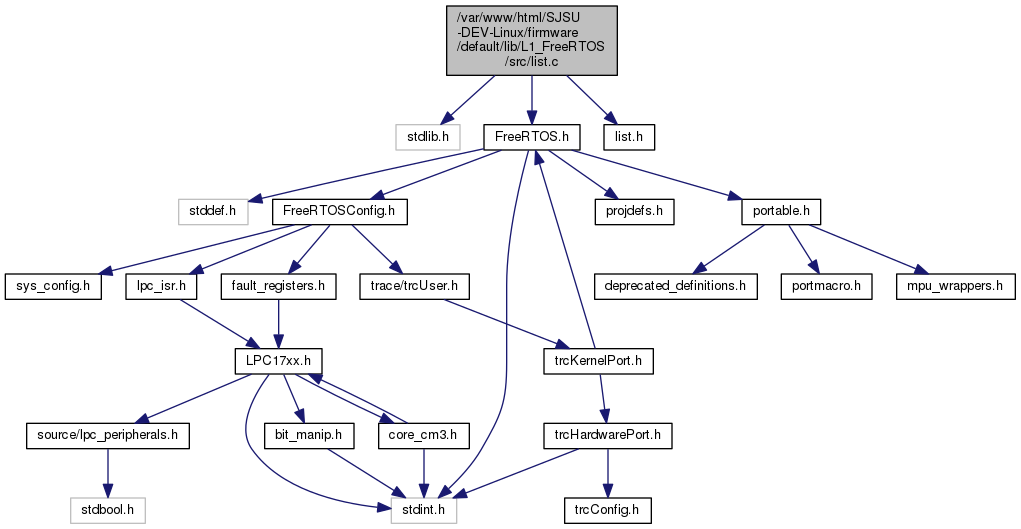 /var/www/html/SJSU
-DEV-Linux/firmware
/default/lib/L1_FreeRTOS
/src/list.c
stdlib.h
FreeRTOS.h
list.h
stddef.h
FreeRTOSConfig.h
projdefs.h
portable.h
sys_config.h
lpc_isr.h
fault_registers.h
trace/trcUser.h
deprecated_definitions.h
portmacro.h
mpu_wrappers.h
LPC17xx.h
trcKernelPort.h
source/lpc_peripherals.h
bit_manip.h
core_cm3.h
trcHardwarePort.h
stdbool.h
stdint.h
trcConfig.h